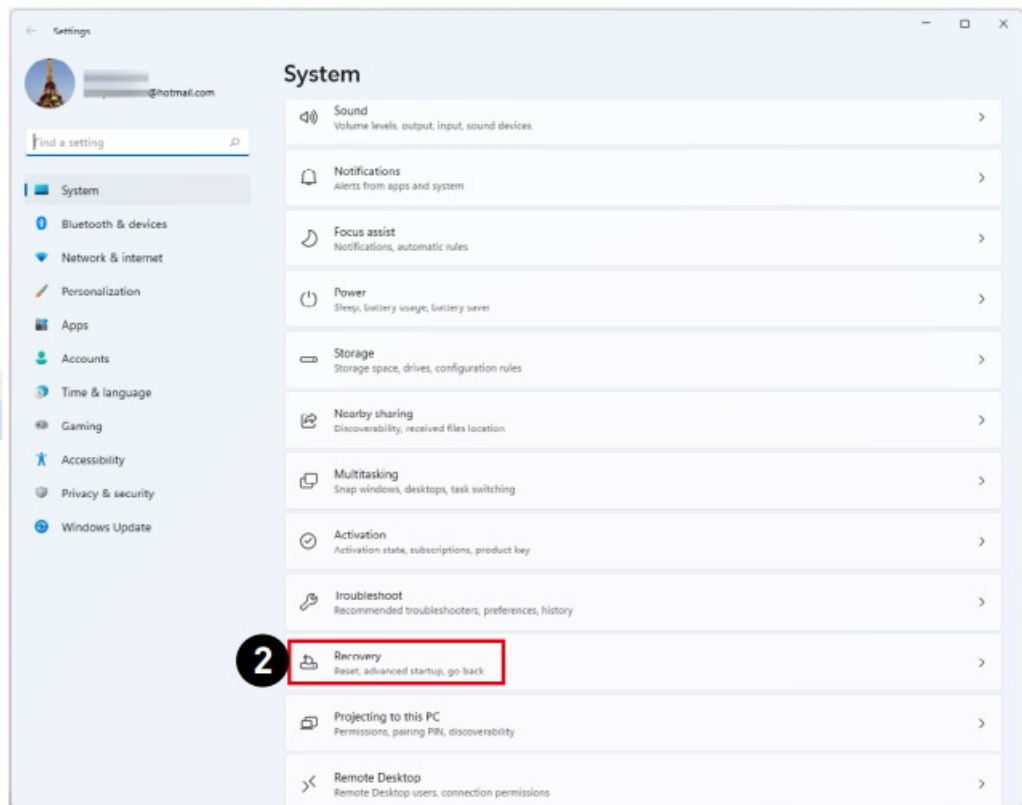 Settings
@hotmail.com
Find a setting
System
Bluetooth & devices
Network & internet
Personalization
Apps
Accounts
Time & language
Gaming
Accessibility
Privacy & security
Windows Update
System
Sound
Volume levels, output, input, sound devices
Notifications
Alerts from apps and system
Focus assist
Notifications, automatic rules
Power
Sleep, battery usage, battery saver
Storage
Storage space, drives, configuration rules
Nearby sharing
Discoverability, received files location
Multitasking
Snap windows, desktops, task switching
Activation
Activation state, subscriptions, product key
Troubleshoot
Recommended troubleshooters, preferences, history
2
Recovery
Reset, advanced startup, go back
Projecting to this PC
Permissions, pairing PIN, discoverability
Remote Desktop
Remote Desktop users, connection permissions